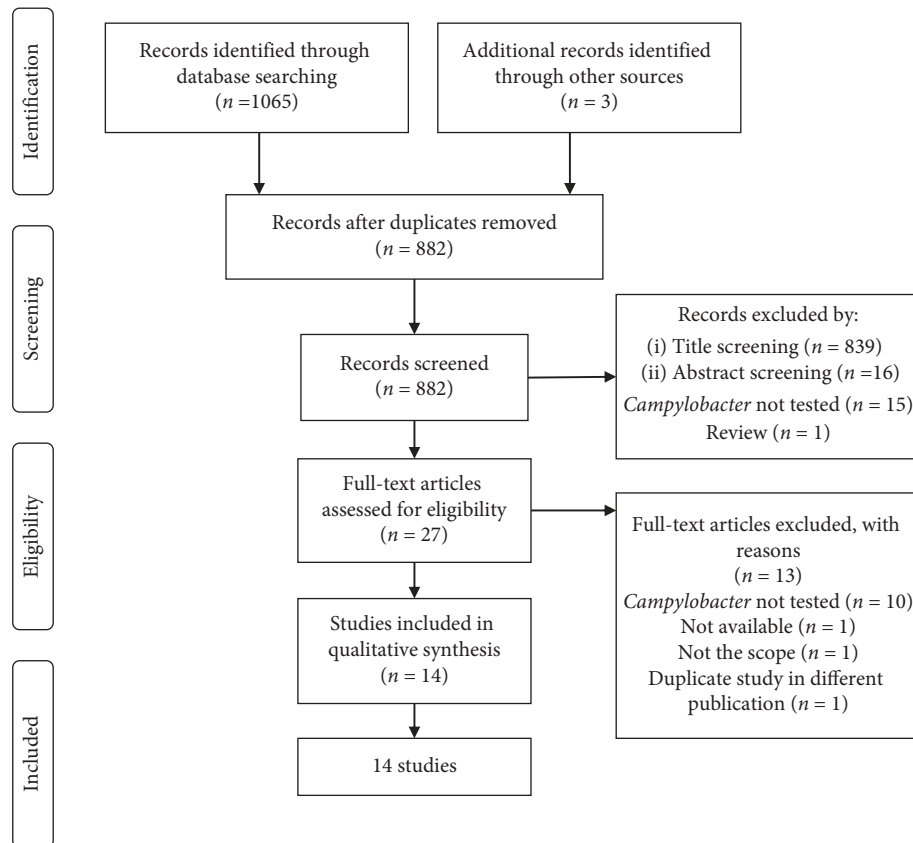 Identification
Records identified through
database searching
(n =1065)
Additional records identified
through other sources
(n = 3)
Records after duplicates removed
(n = 882)
Screening
Records screened
(n = 882)
Records excluded by:
(i) Title screening (n = 839)
(ii) Abstract screening (n =16)
Campylobacter not tested (n = 15)
Review (n = 1)
Eligibility
Full-text articles
assessed for eligibility
(n = 27)
Full-text articles excluded, with
reasons
(n = 13)
Campylobacter not tested (n = 10)
Not available (n = 1)
Not the scope (n = 1)
Duplicate study in different
publication (n = 1)
Studies included in
qualitative synthesis
(n = 14)
Included
14 studies